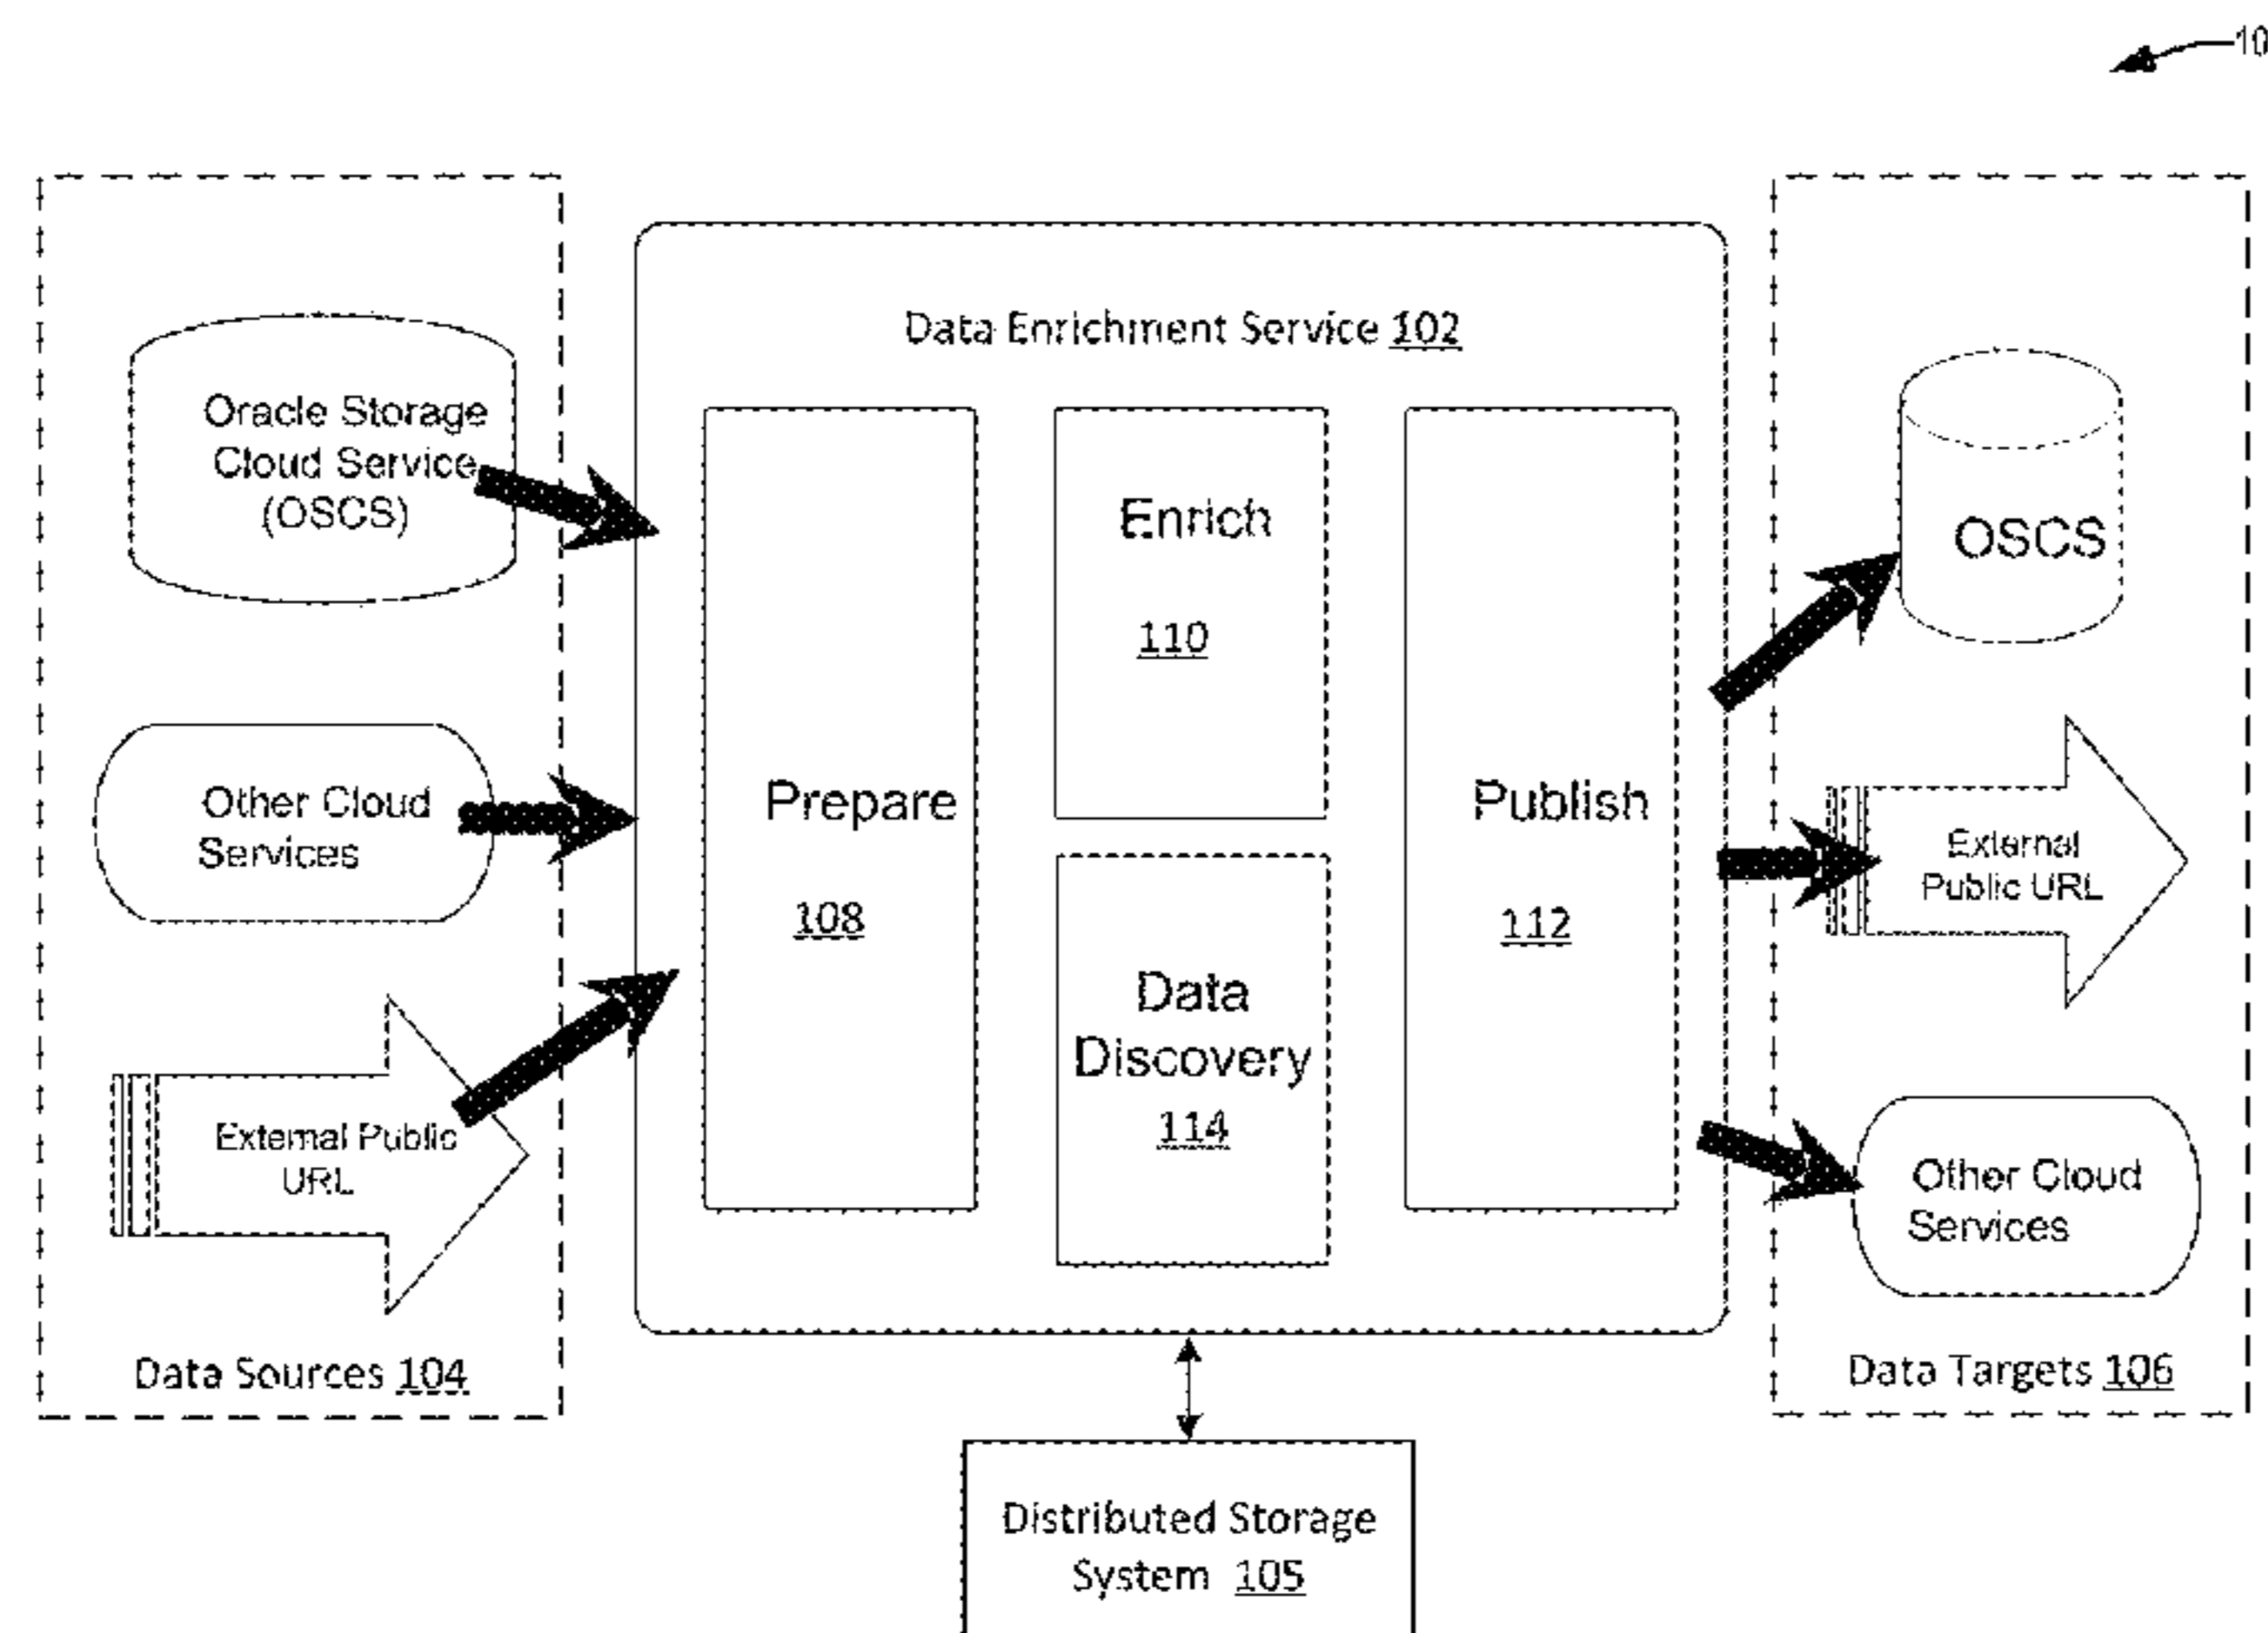 10
Oracle Storage
Cloud Service
(OSCS)
Other Cloud
Services
External Public
URL
Data Sources 104
Data Enrichment Service 102
Prepare
108
Enrich
110
Data
Discovery
114
Publish
112
OSCS
External
Public URL
Other Cloud
Services
Data Targets 106
Distributed Storage
System 105